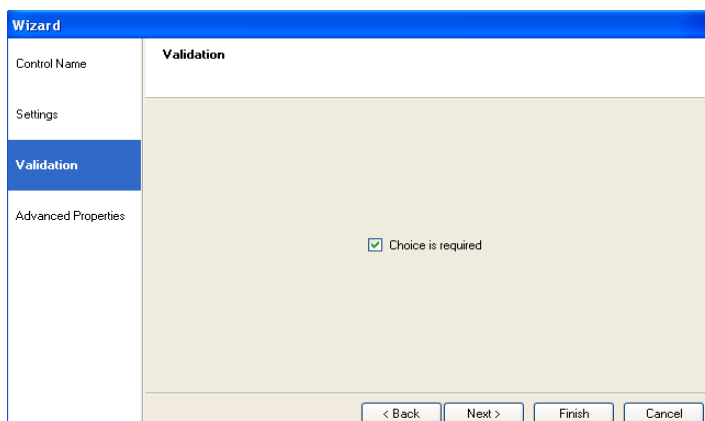 Wizard
Control Name
Settings
Validation
Advanced Properties
Validation
Choice is required
< Back
Next >
Finish
Cancel